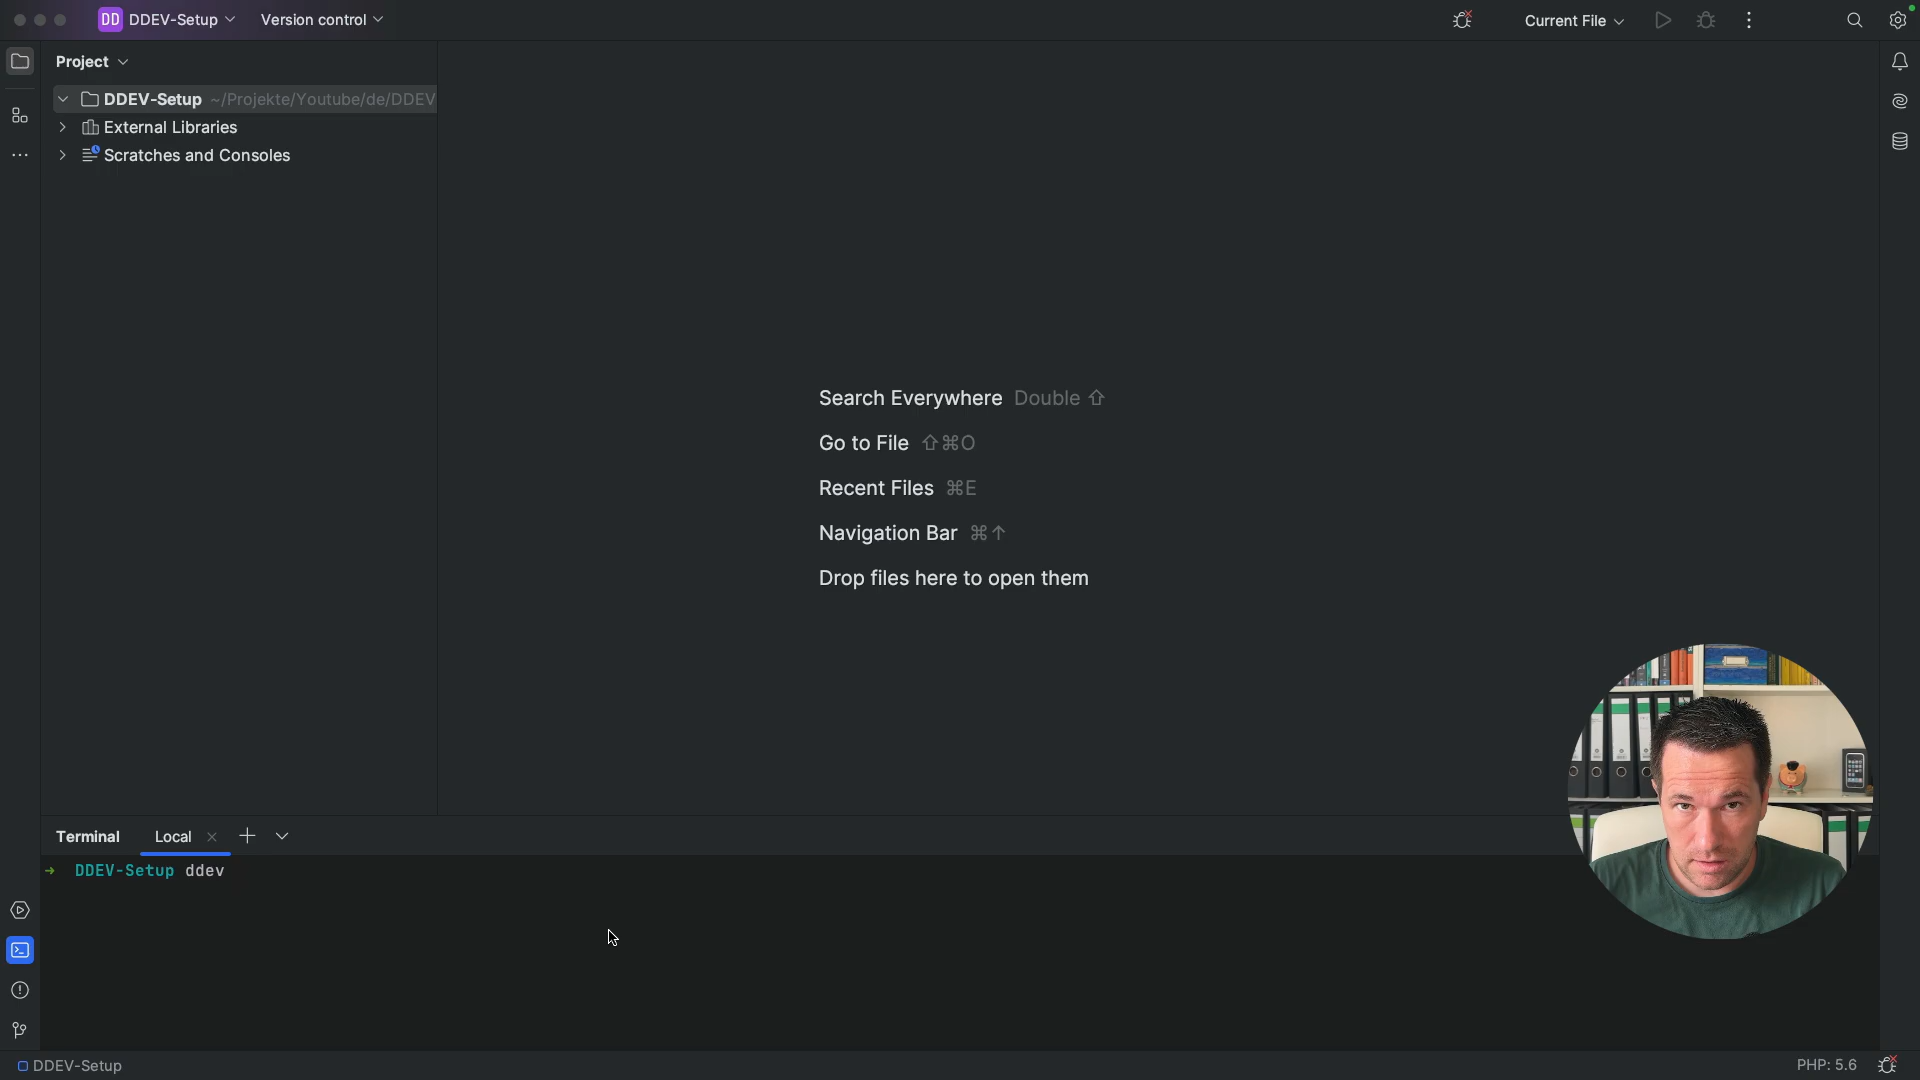 DD DDEV-Setup Version control Current File
Project
DDEV-Setup ~/Projekte/Youtube/de/DDEV
External Libraries
Scratches and Consoles
Search Everywhere Double ⇧
Go to File ⇧⌘O
Recent Files ⌘E
Navigation Bar ⌘↑
Drop files here to open them
Terminal Local
→ DDEV-Setup ddev
DDEV-Setup PHP: 5.6